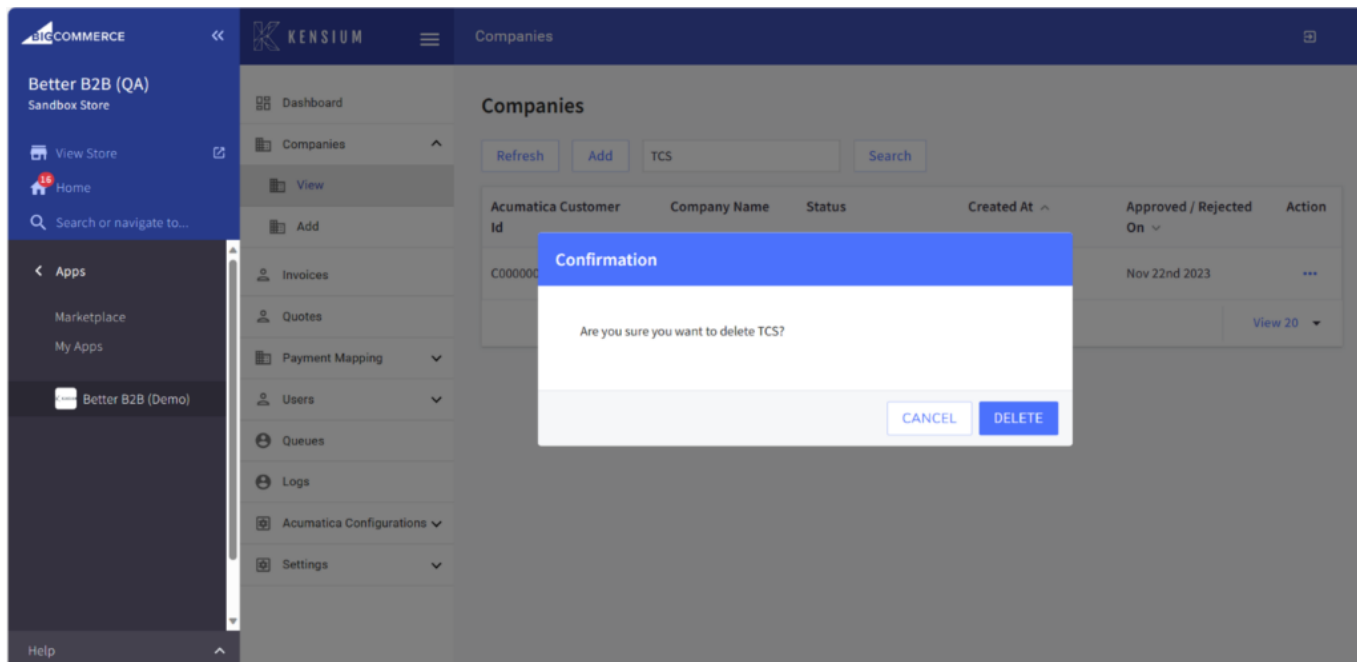 BIGCOMMERCE
Better B2B (QA)
Sandbox Store
View Store
16
Home
Search or navigate to...
Apps
Marketplace
My Apps
Better B2B (Demo)
Help
KENSIUM
Dashboard
Companies
View
Add
Invoices
Quotes
Payment Mapping
Users
Queues
Logs
Acumatica Configurations
Settings
Companies
Companies
Refresh Add TCS Search
Acumatica Customer Id Company Name Status Created At Approved / Rejected On Action
Nov 22nd 2023
View 20
Confirmation
Are you sure you want to delete TCS?
CANCEL DELETE